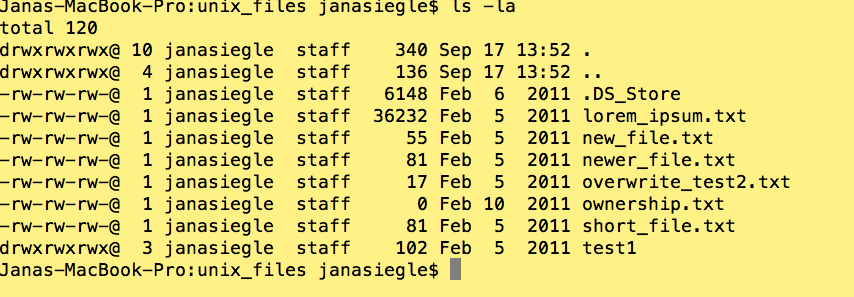 Janas-MacBook-Pro:unix_files janasiegle$ ls -la
total 120
drwxrwxrwx@ 10 janasiegle  staff    340 Sep 17 13:52 .
drwxrwxrwx@  4 janasiegle  staff    136 Sep 17 13:52 ..
-rw-rw-rw-@  1 janasiegle  staff   6148 Feb  6  2011 .DS_Store
-rw-rw-rw-@  1 janasiegle  staff  36232 Feb  5  2011 lorem_ipsum.txt
-rw-rw-rw-@  1 janasiegle  staff     55 Feb  5  2011 new_file.txt
-rw-rw-rw-@  1 janasiegle  staff     81 Feb  5  2011 newer_file.txt
-rw-rw-rw-@  1 janasiegle  staff     17 Feb  5  2011 overwrite_test2.txt
-rw-rw-rw-@  1 janasiegle  staff      0 Feb 10  2011 ownership.txt
-rw-rw-rw-@  1 janasiegle  staff     81 Feb  5  2011 short_file.txt
drwxrwxrwx@  3 janasiegle  staff    102 Feb  5  2011 test1
Janas-MacBook-Pro:unix_files janasiegle$